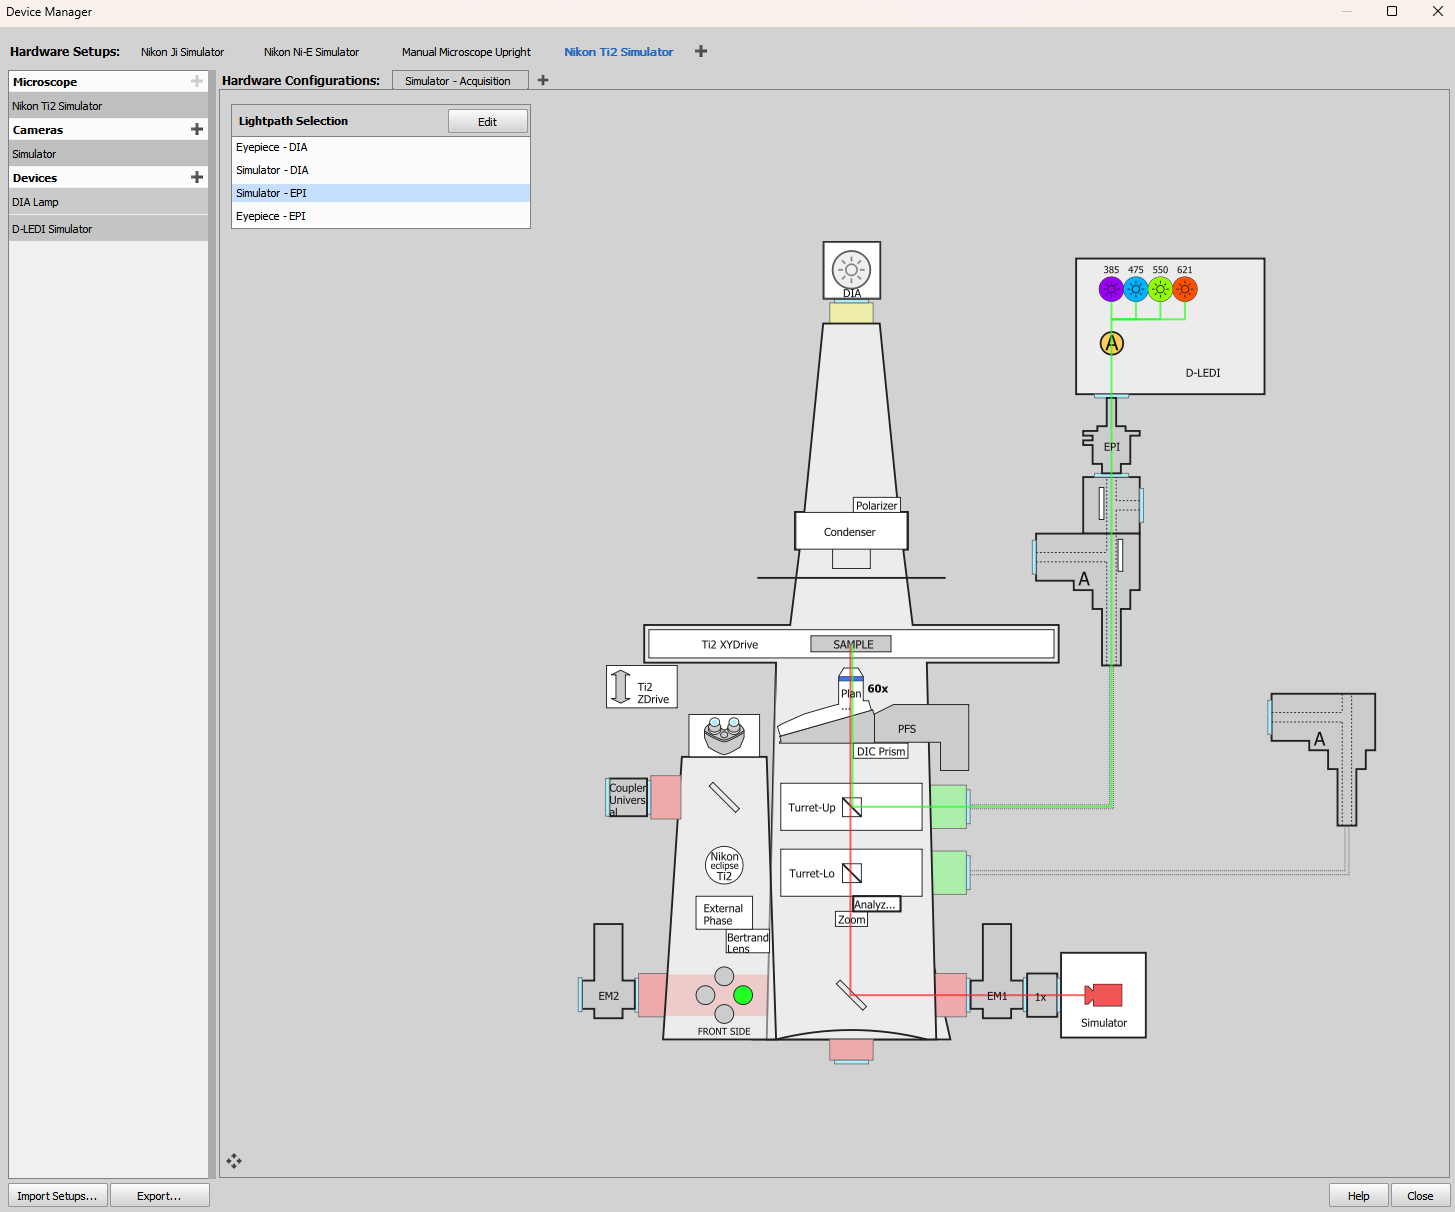 Device Manager
Hardware Setups:
Nikon Ji Simulator
Nikon Ni-E Simulator
Manual Microscope Upright
Nikon Ti2 Simulator
Microscope
Nikon Ti2 Simulator
Cameras
Simulator
Devices
DIA Lamp
D-LEDI Simulator
Hardware Configurations:
Simulator - Acquisition
Lightpath Selection
Edit
Eyepiece - DIA
Simulator - DIA
Simulator - EPI
Eyepiece - EPI
DIA
385 475 550 621
A
D-LEDI
EPI
A
Polarizer
Condenser
Ti2 XYDrive
SAMPLE
Ti2
ZDrive
Plan
...
60x
PFS
DIC Prism
A
Coupler
Univers
al
Turret-Up
Nikon
eclipse
Ti2
Turret-Lo
External
Phase
Analyz...
Zoom
Bertrand
Lens
EM2
FRONT SIDE
EM1
1x
Simulator
Import Setups...
Export...
Help
Close